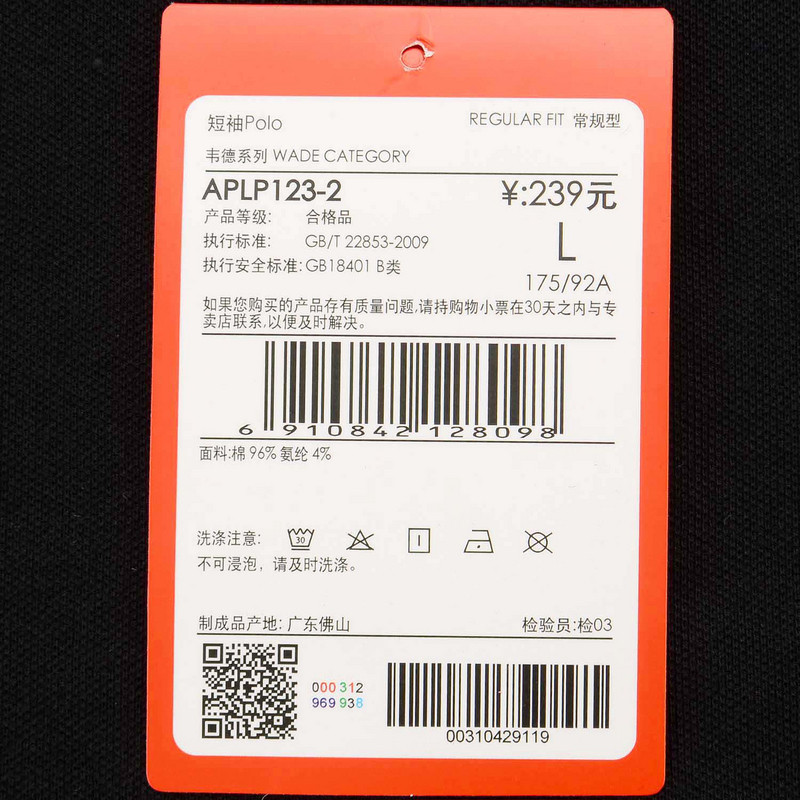 短袖Polo
REGULAR FIT 常规型
韦德系列 WADE CATEGORY
APLP123-2
¥:239元
产品等级: 合格品
L
执行标准: GB/T 22853-2009
执行安全标准:GB18401 B类
175/92A
如果您购买的产品存有质量问题,请持购物小票在30天之内与专
卖店联系,以便及时解决。
6 910842 128098
面料:棉 96% 氨纶 4%
洗涤注意: 30
不可浸泡，请及时洗涤。
制成品产地: 广东佛山
检验员:检03
000 312
969 938
00310429119